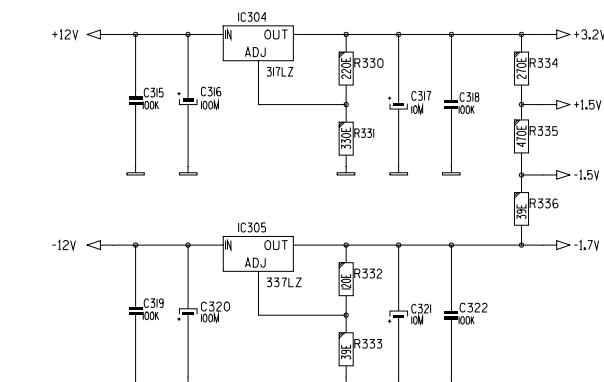 IC304
+12V
IN
OUT
+3.2V
ADJ
317LZ
C315
100K
C316
100M
+
220E
R330
330E
R331
C317
10M
+
C318
100K
270E
R334
+1.5V
470E
R335
-1.5V
39E
R336
IC305
-12V
IN
OUT
-1.7V
ADJ
337LZ
C319
100K
C320
100M
+
120E
R332
39E
R333
C321
10M
+
C322
100K